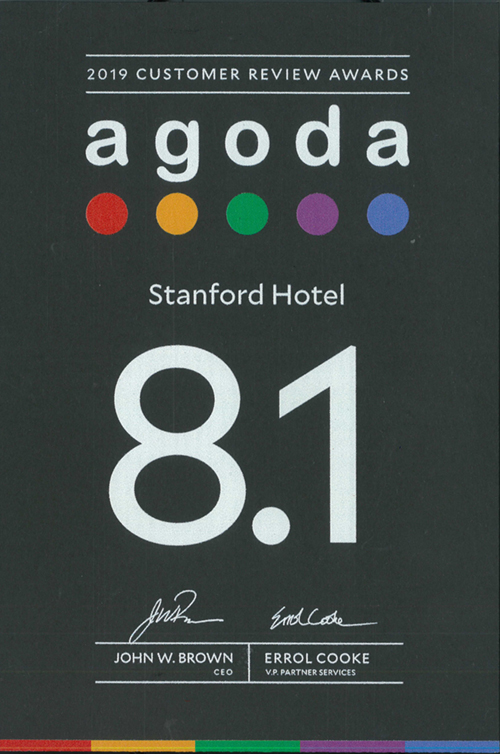 2019 CUSTOMER REVIEW AWARDS
agoda
Stanford Hotel
8.1
JOHN W. BROWN
CEO
ERROL COOKE
V.P. PARTNER SERVICES